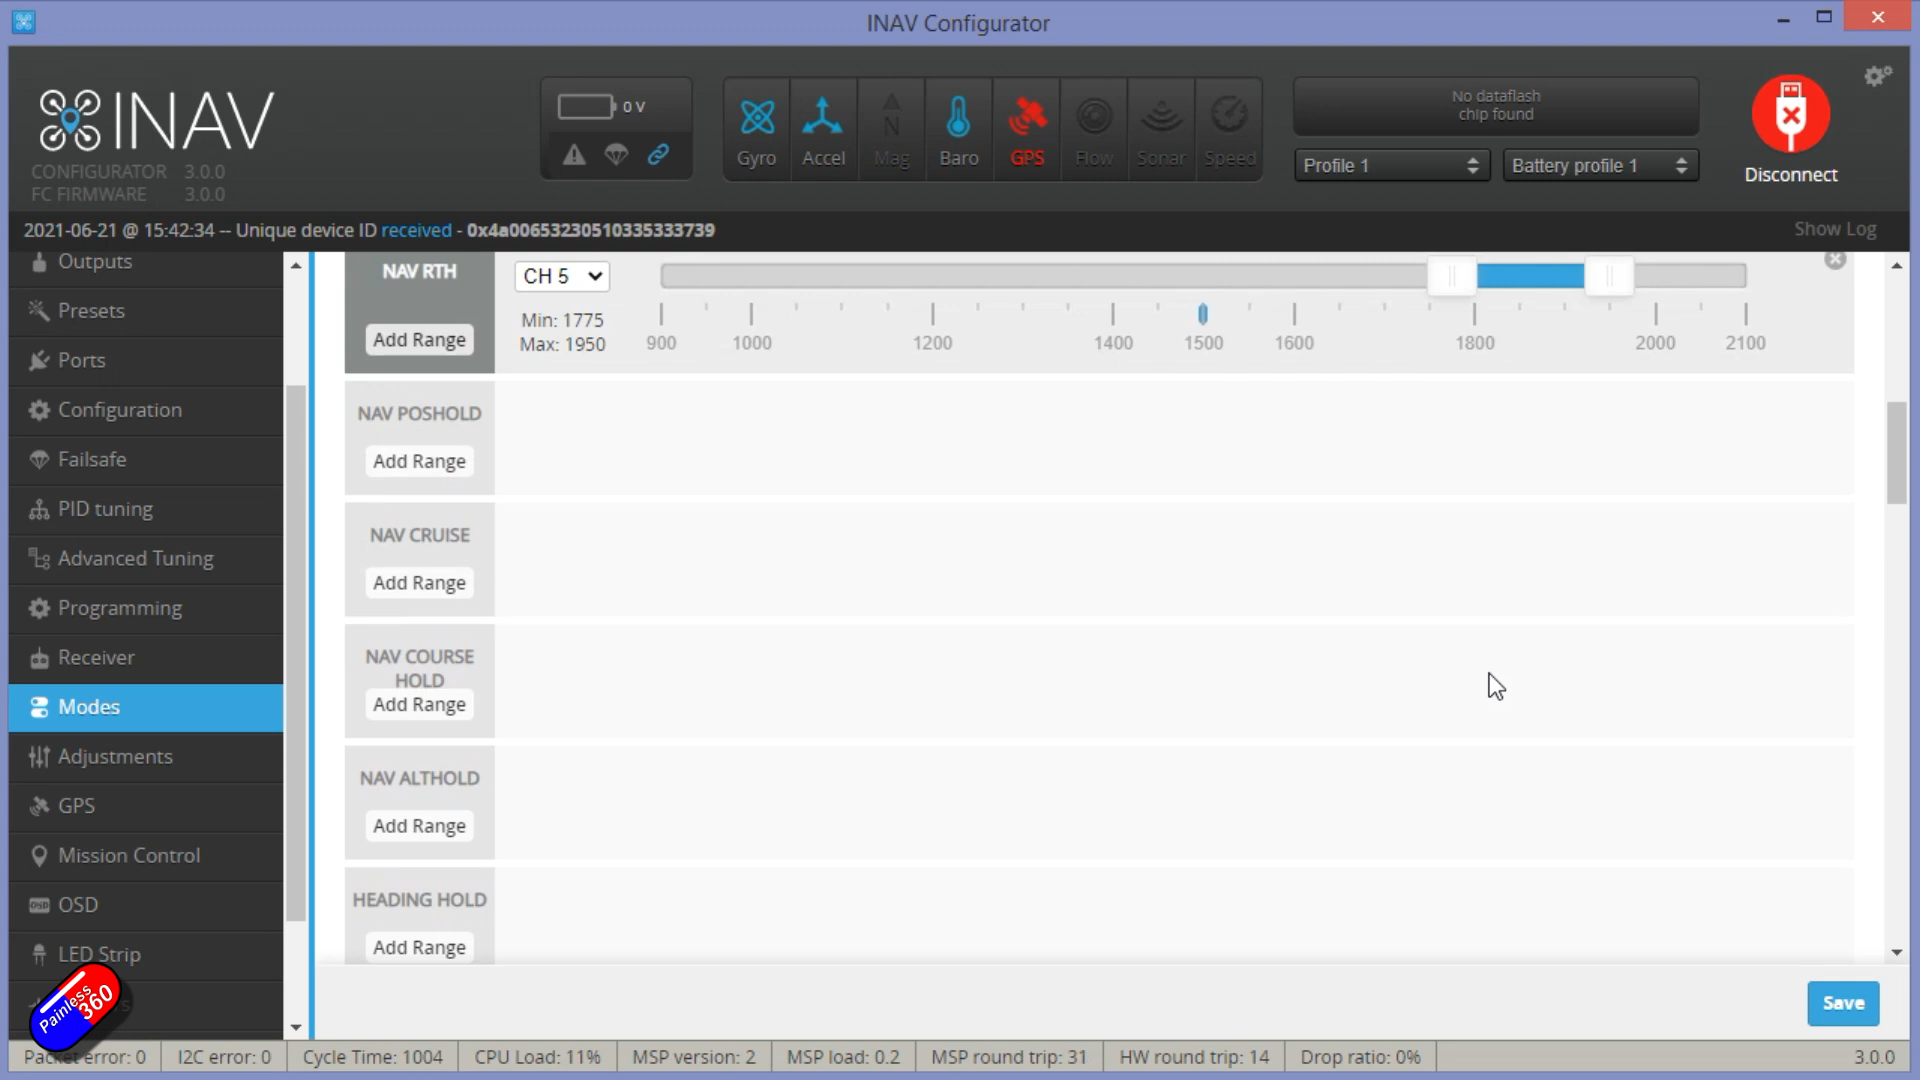 INAV Configurator
INAV
CONFIGURATOR 3.0.0
FC FIRMWARE 3.0.0
0 V
Gyro
Accel
N
Mag
Baro
GPS
Flow
Sonar
Speed
No dataflash
chip found
Profile 1
Battery profile 1
Disconnect
2021-06-21 @ 15:42:34 -- Unique device ID received - 0x4a00653230510335333739
Show Log
Outputs
Presets
Ports
Configuration
Failsafe
PID tuning
Advanced Tuning
Programming
Receiver
Modes
Adjustments
GPS
Mission Control
OSD
OSD
LED Strip
Painless
360
NAV RTH
Add Range
CH 5
Min: 1775
Max: 1950
900
1000
1200
1400
1500
1600
1800
2000
2100
NAV POSHOLD
Add Range
NAV CRUISE
Add Range
NAV COURSE
HOLD
Add Range
NAV ALTHOLD
Add Range
HEADING HOLD
Add Range
Save
Packet error: 0
I2C error: 0
Cycle Time: 1004
CPU Load: 11%
MSP version: 2
MSP load: 0.2
MSP round trip: 31
HW round trip: 14
Drop ratio: 0%
3.0.0